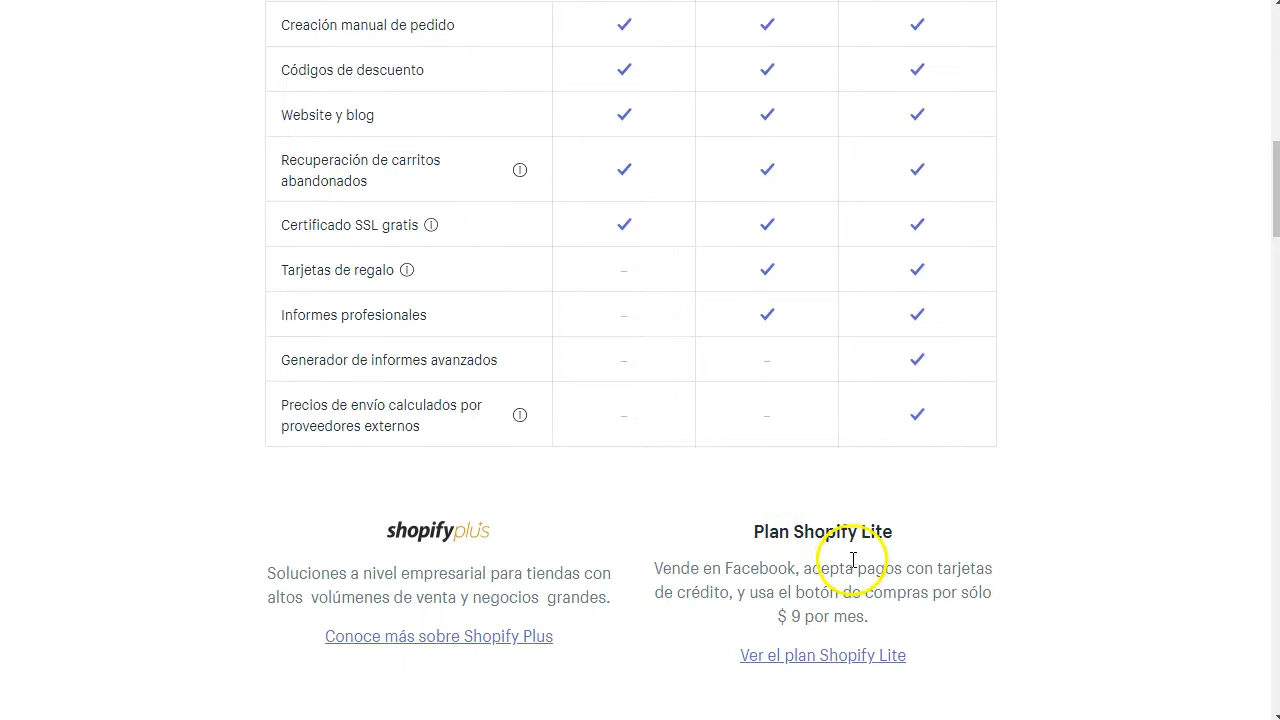 Creación manual de pedido
Códigos de descuento
Website y blog
Recuperación de carritos
abandonados
Certificado SSL gratis
Tarjetas de regalo
–
Informes profesionales
–
Generador de informes avanzados
– –
Precios de envío calculados por
proveedores externos
– –
shopifyplus
Soluciones a nivel empresarial para tiendas con
altos volúmenes de venta y negocios grandes.
Conoce más sobre Shopify Plus
Plan Shopify Lite
Vende en Facebook, acepta pagos con tarjetas
de crédito, y usa el botón de compras por sólo
$ 9 por mes.
Ver el plan Shopify Lite